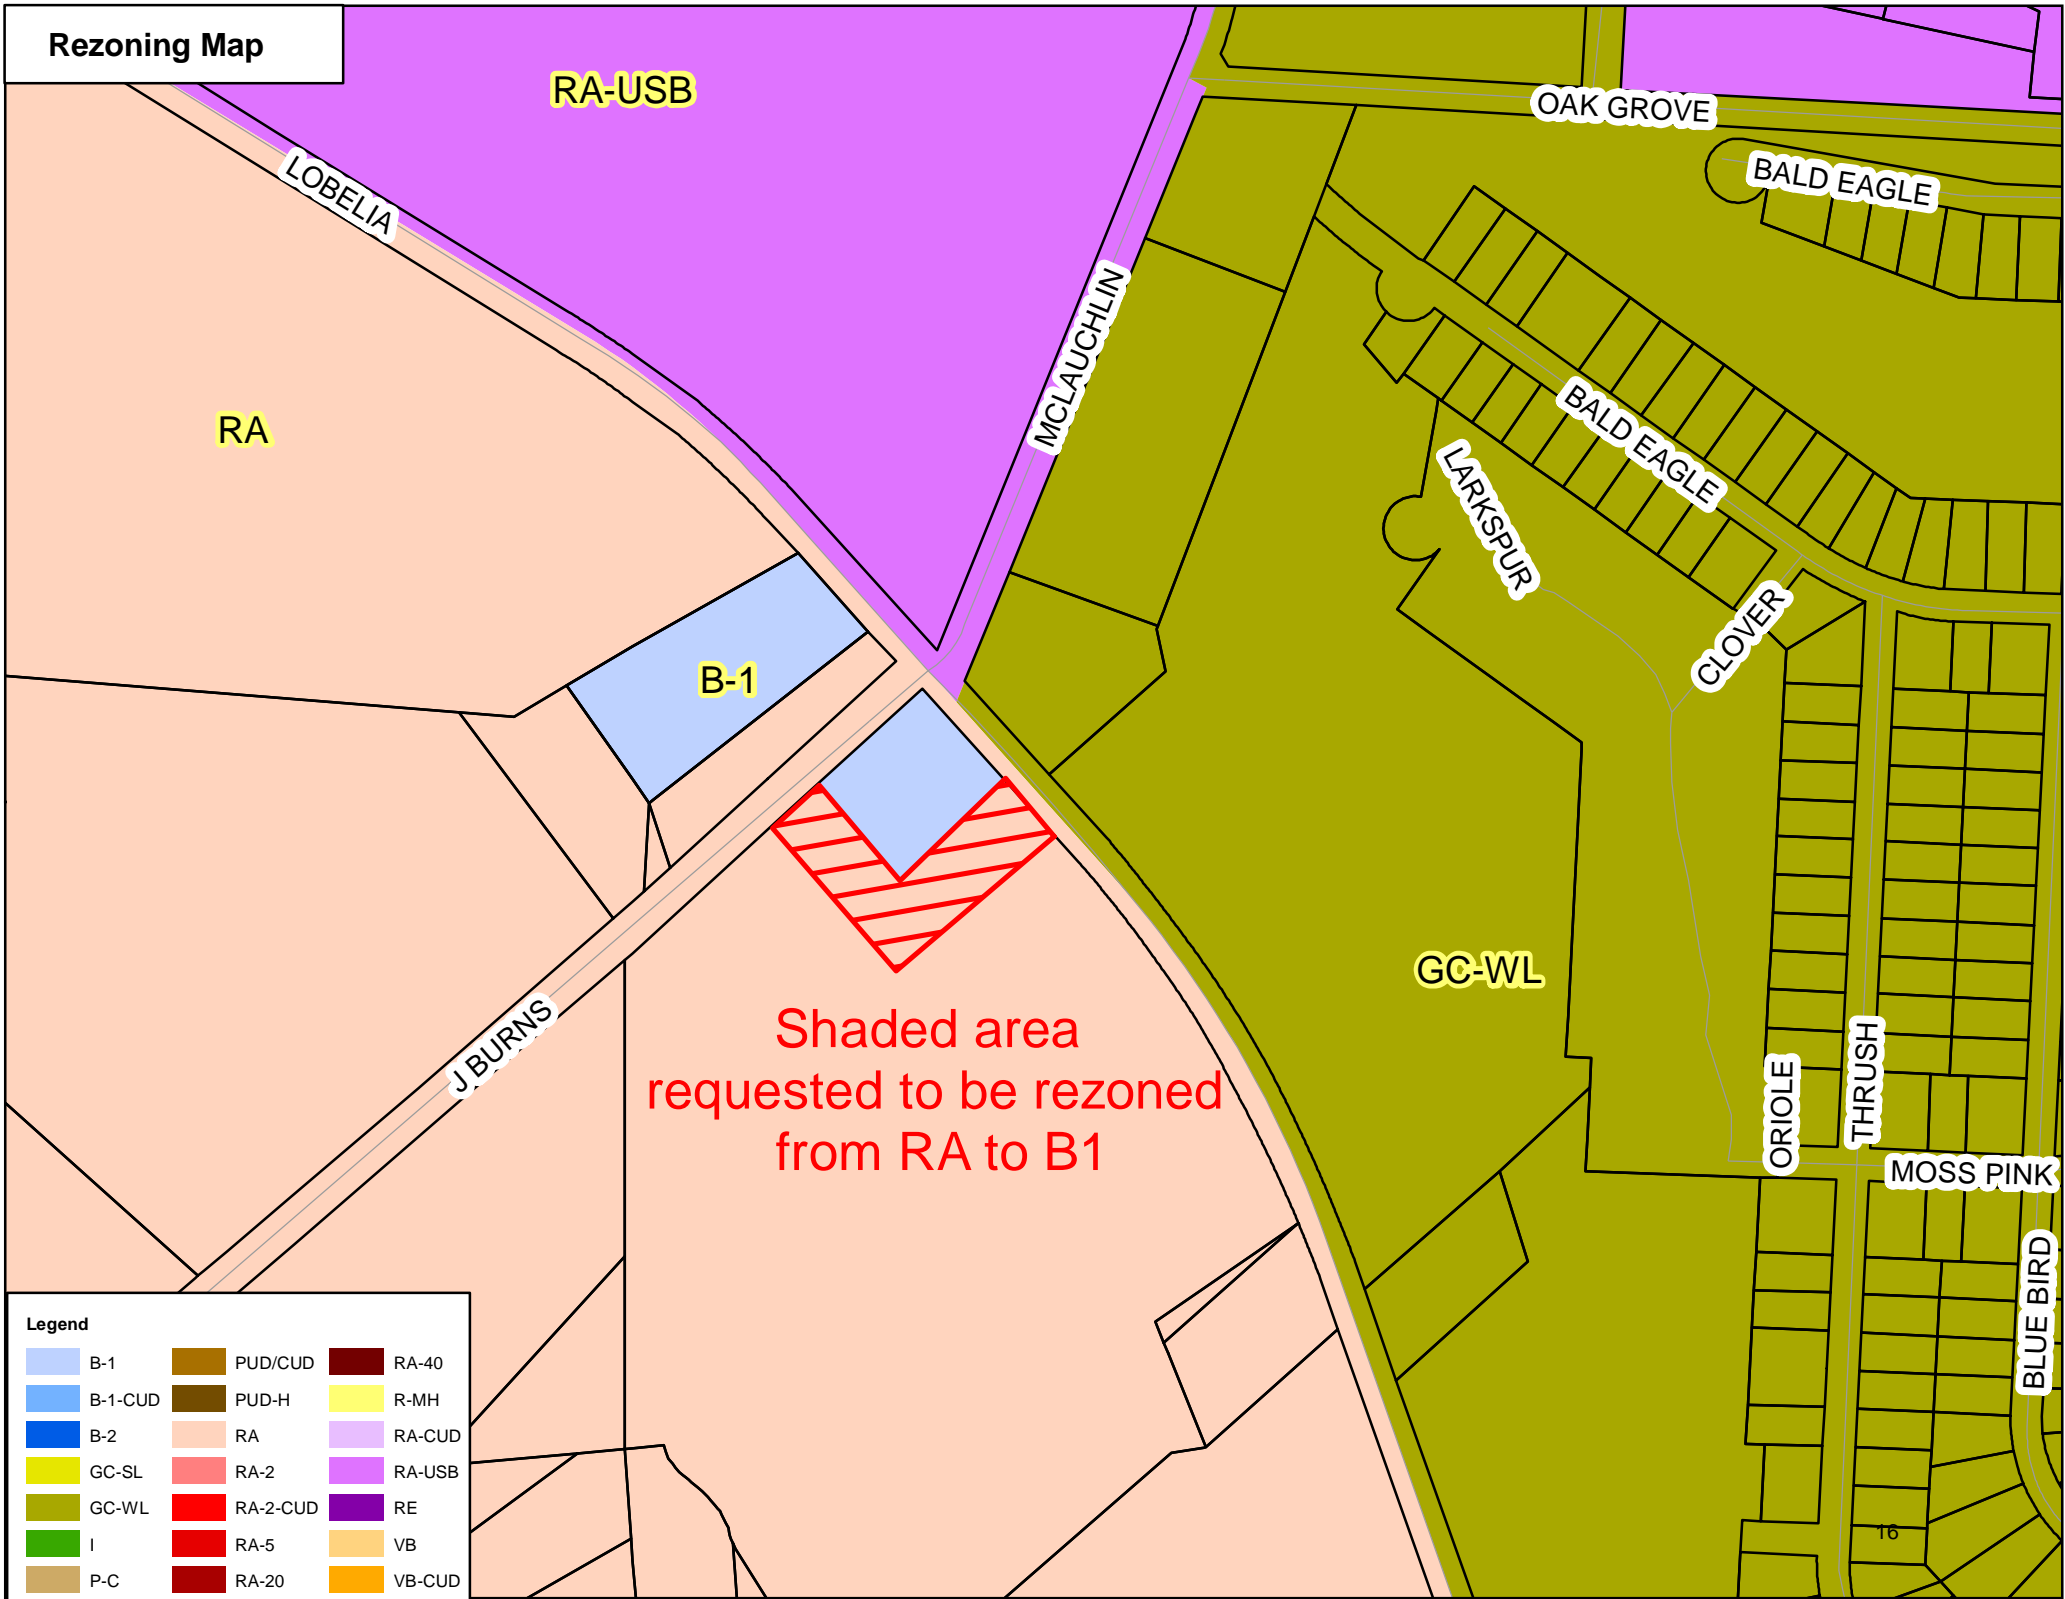 Rezoning Map
RA-USB
OAK GROVE
BALD EAGLE
LOBELIA
MCLAUCHLIN
RA
BALD EAGLE
LARKSPUR
CLOVER
B-1
GC-WL
J BURNS
Shaded area
requested to be rezoned
from RA to B1
ORIOLE
THRUSH
MOSS PINK
BLUE BIRD
16
Legend
B-1
B-1-CUD
B-2
GC-SL
GC-WL
I
P-C
PUD/CUD
PUD-H
RA
RA-2
RA-2-CUD
RA-5
RA-20
RA-40
R-MH
RA-CUD
RA-USB
RE
VB
VB-CUD